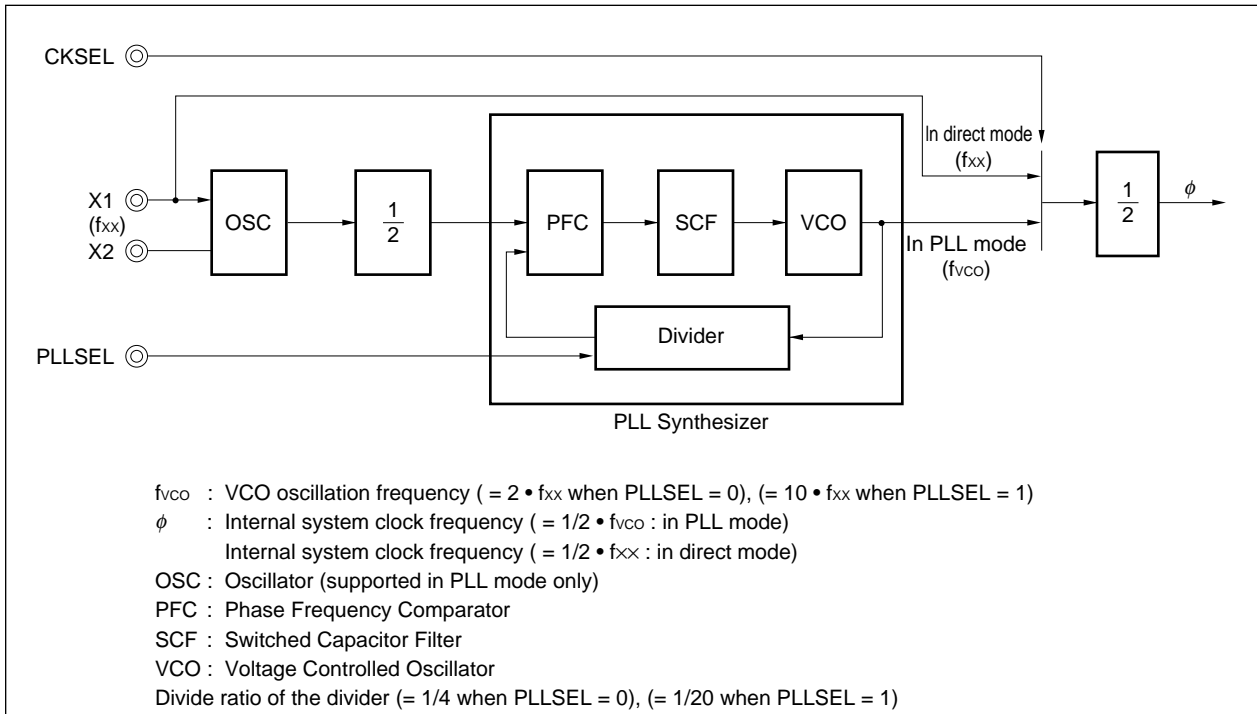 CKSEL
In direct mode
(fxx)
X1
(fxx)
X2
OSC
1
2
PFC
SCF
VCO
1
2
ϕ
In PLL mode
(fVCO)
Divider
PLLSEL
PLL Synthesizer
fVCO : VCO oscillation frequency ( = 2 • fxx when PLLSEL = 0), (= 10 • fxx when PLLSEL = 1)
ϕ : Internal system clock frequency ( = 1/2 • fVCO : in PLL mode)
Internal system clock frequency ( = 1/2 • fxx : in direct mode)
OSC : Oscillator (supported in PLL mode only)
PFC : Phase Frequency Comparator
SCF : Switched Capacitor Filter
VCO : Voltage Controlled Oscillator
Divide ratio of the divider (= 1/4 when PLLSEL = 0), (= 1/20 when PLLSEL = 1)